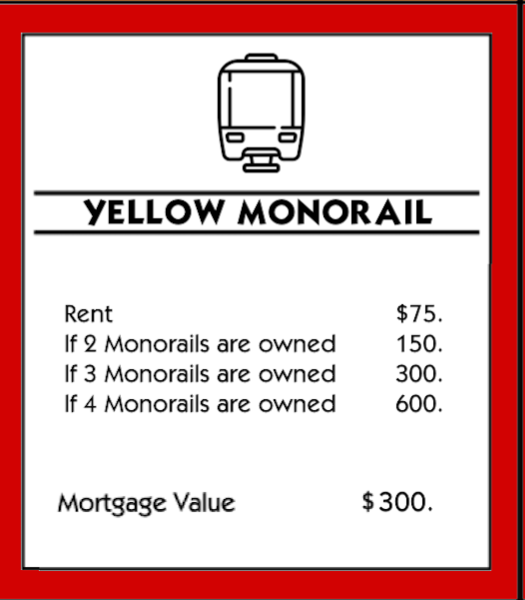 YELLOW MONORAIL
Rent $75.
If 2 Monorails are owned 150.
If 3 Monorails are owned 300.
If 4 Monorails are owned 600.
Mortgage Value $300.